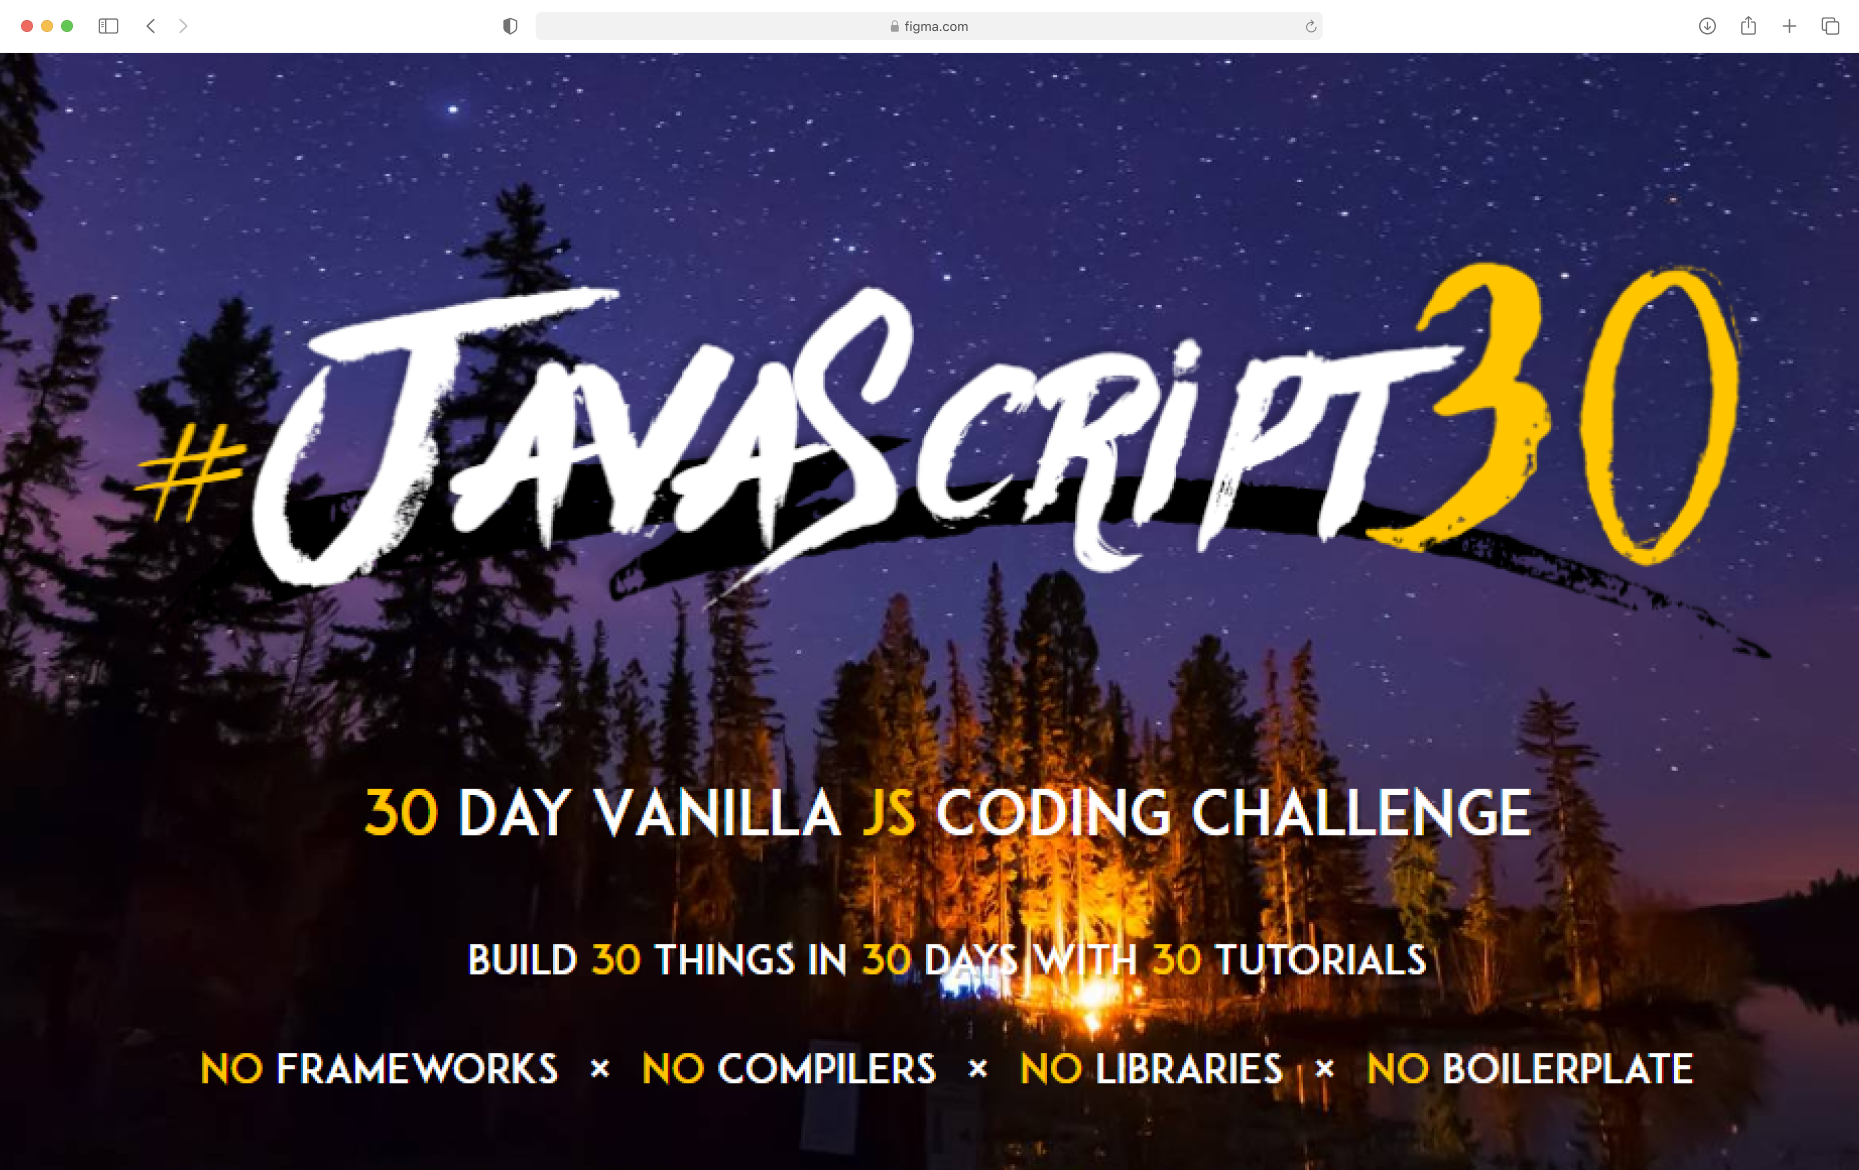 figma.com
#JavaScript30
30 DAY VANILLA JS CODING CHALLENGE
BUILD 30 THINGS IN 30 DAYS WITH 30 TUTORIALS
NO FRAMEWORKS × NO COMPILERS × NO LIBRARIES × NO BOILERPLATE